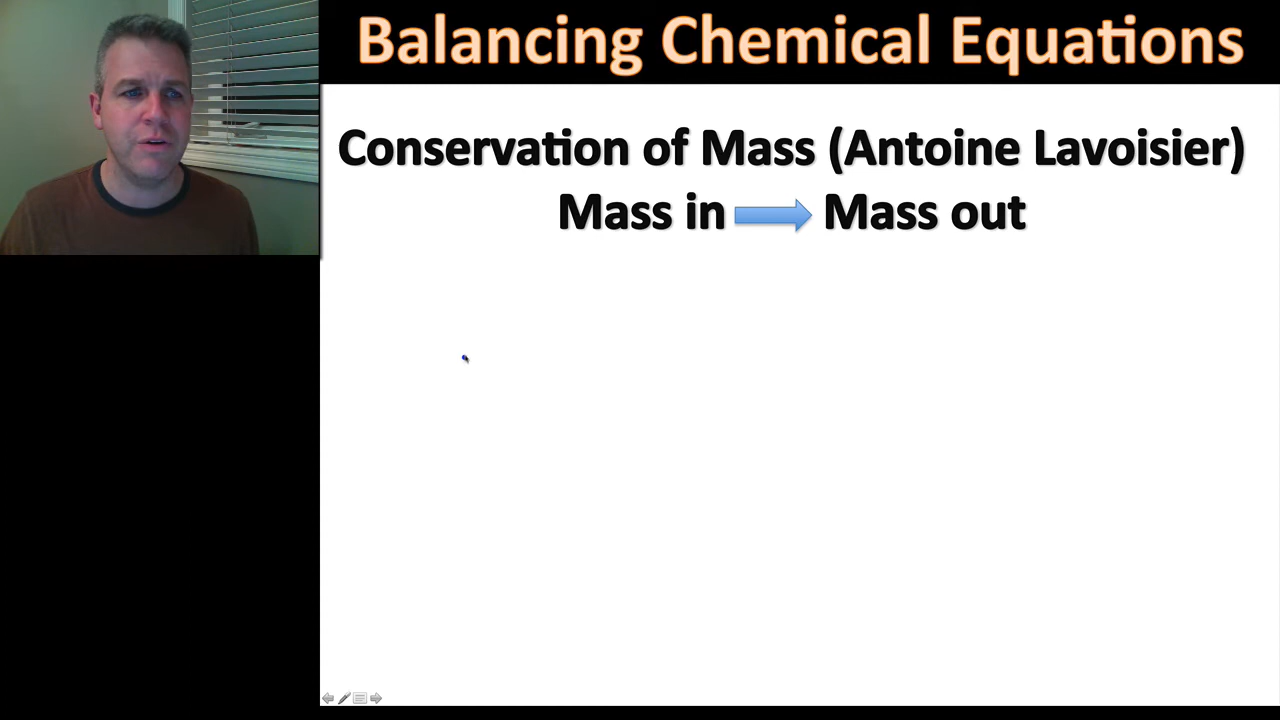 Balancing Chemical Equations
Conservation of Mass (Antoine Lavoisier)
Mass in Mass out